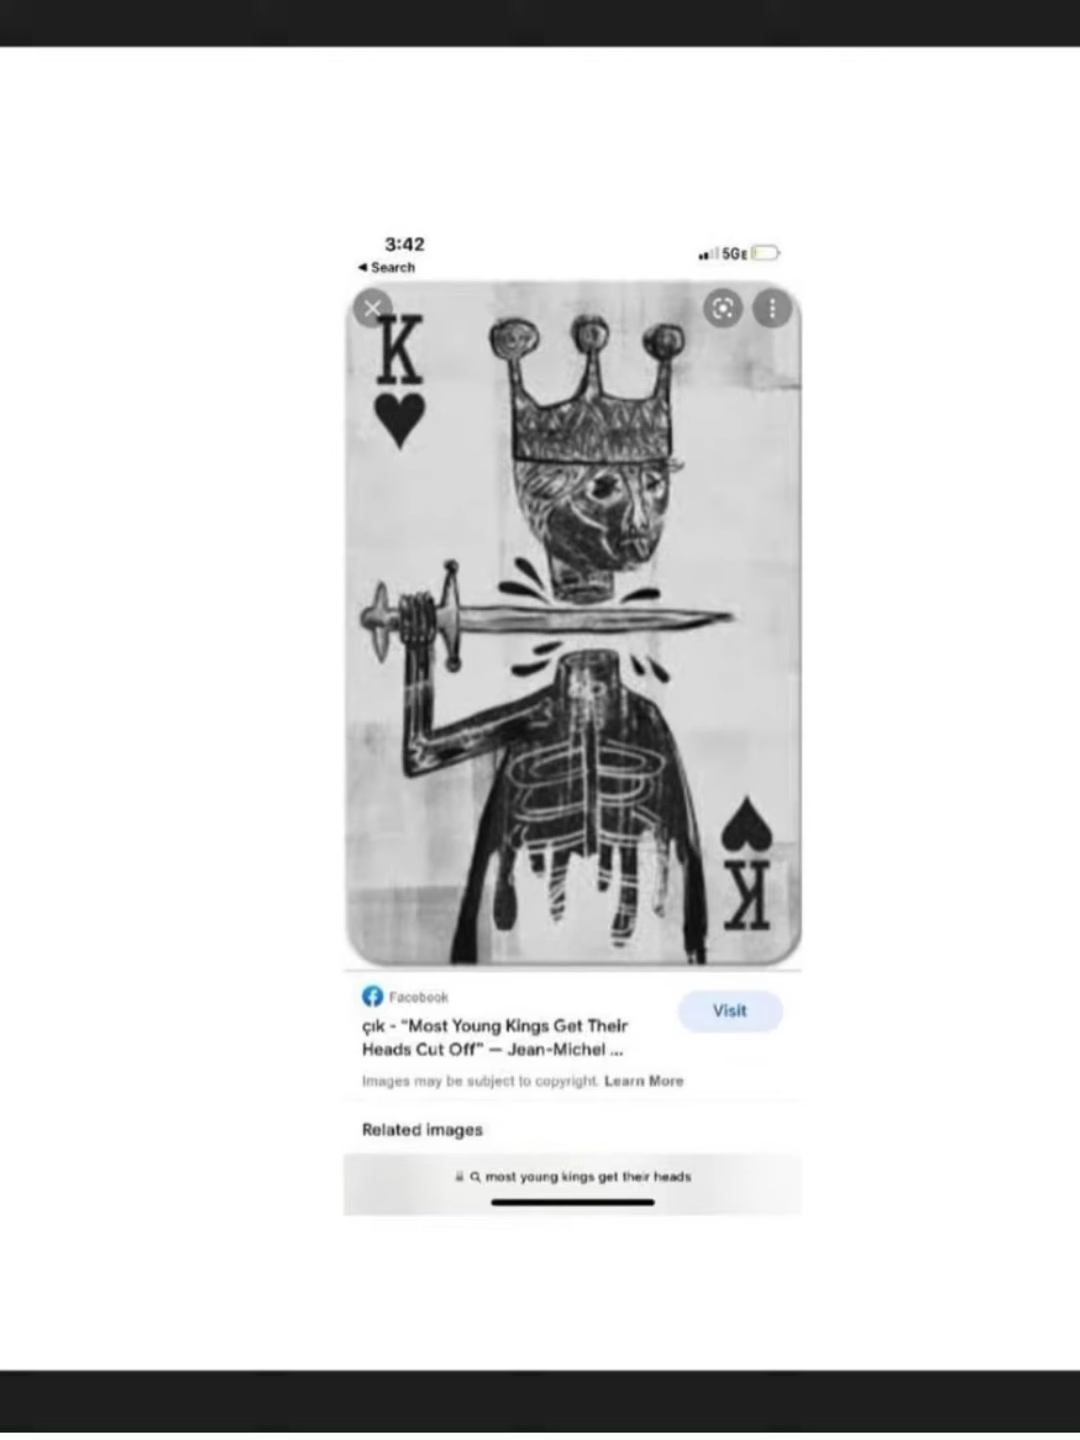 3:42
5GE
◀ Search
K
K
Facebook
Visit
çık - "Most Young Kings Get Their
Heads Cut Off" – Jean-Michel ...
Images may be subject to copyright. Learn More
Related images
most young kings get their heads